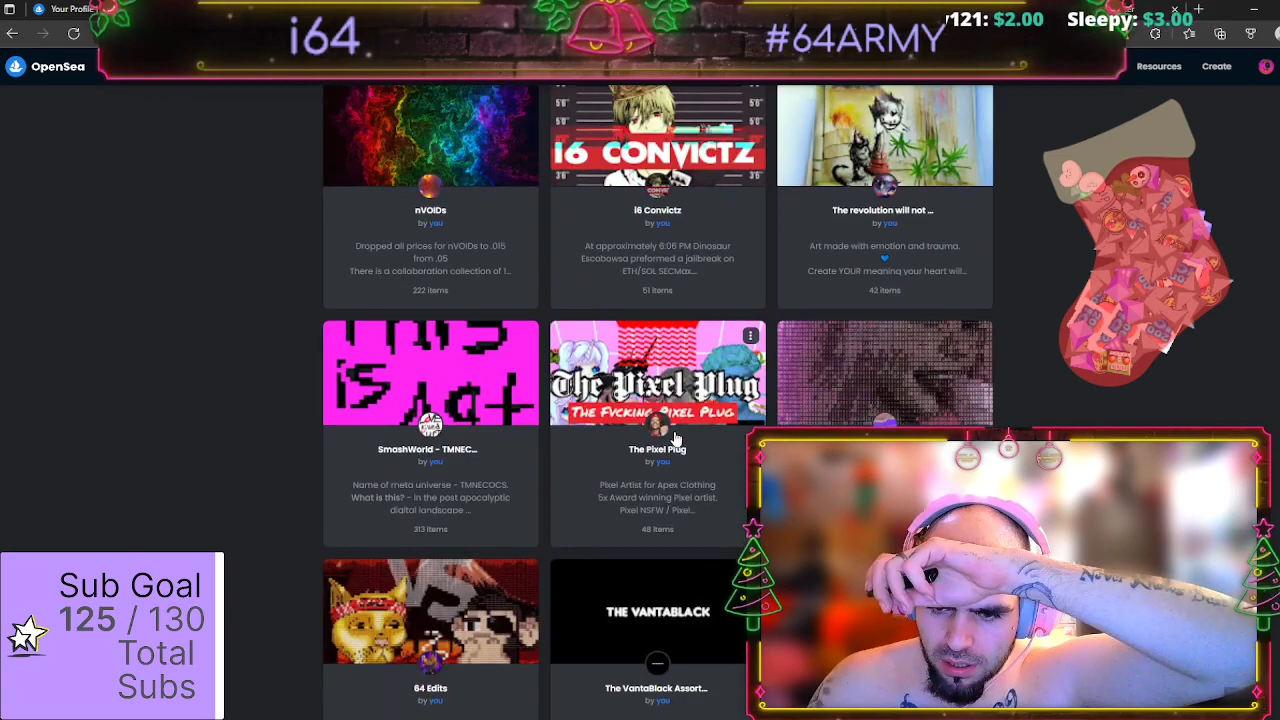 Your Profil
i64
#64ARMY
121: $2.00 Sleepy: $3.00
OpenSea
Resources
Create
i6 CONVICTZ
nVOIDs
by you
Dropped all prices for nVOIDs to .015
from .05
There is a collaboration collection of 1...
222 items
i6 Convictz
by you
At approximately 6:06 PM Dinosaur
Escobowsa preformed a jailbreak on
ETH/SOL SECMax...
51 items
The revolution will not ...
by you
Art made with emotion and trauma.
Create YOUR meaning your heart will...
42 items
THIS
is
The Pixel Plug
THE FVCKING PIXEL PLUG
SmashWorld - TMNEC...
by you
Name of meta universe - TMNECOCS.
What is this? - In the post apocalyptic
digital landscape ...
313 items
The Pixel Plug
by you
Pixel Artist for Apex Clothing
5x Award winning Pixel artist.
Pixel NSFW / Pixel...
48 items
THE VANTABLACK
64 Edits
by you
The VantaBlack Assort...
by you
Sub Goal
125 / 130
Total
Subs